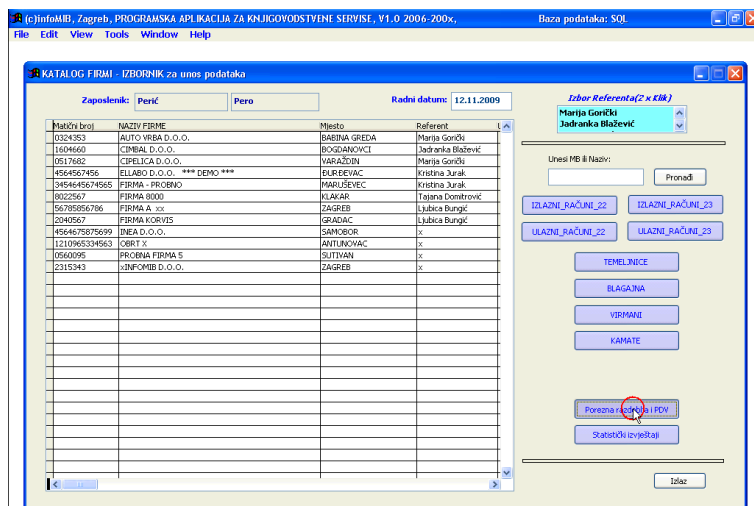 (c)infoMIB, Zagreb, PROGRAMSKA APLIKACIJA ZA KNJIGOVODSTVENE SERVISE, V1.0 2006-200x, Baza podataka: SQL
File Edit View Tools Window Help
KATALOG FIRMI - IZBORNIK za unos podataka
Zaposlenik: Perić Pero Radni datum: 12.11.2009
Izbor Referenta(2 x Klik)
Marija Gorički
Jadranka Blažević
Matični broj NAZIV FIRME Mjesto Referent
0324353 AUTO VRBA D.O.O. BABINA GREDA Marija Gorički
1604660 CIMBAL D.O.O. BOGDANOVCI Jadranka Blažević
0517682 CIPELICA D.O.O. VARAŽDIN Marija Gorički
4564567456 ELLABO D.O.O. *** DEMO *** ĐURĐEVAC Kristina Jurak
3454645674565 FIRMA - PROBNO MARUŠEVEC Kristina Jurak
8022567 FIRMA 8000 KLAKAR Tajana Domitrović
56785856786 FIRMA A xx ZAGREB Ljubica Bungić
2040567 FIRMA KORVIS GRADAC Ljubica Bungić
4564675875699 INEA D.O.O. SAMOBOR x
1210965334563 OBRT X ANTUNOVAC x
0560095 PROBNA FIRMA 5 SUTIVAN x
2315343 xINFOMIB D.O.O. ZAGREB x
Unesi MB ili Naziv:
Pronađi
IZLAZNI_RAČUNI_22 IZLAZNI_RAČUNI_23
ULAZNI_RAČUNI_22 ULAZNI_RAČUNI_23
TEMELJNICE
BLAGAJNA
VIRMANI
KAMATE
Porezna razdoblja i PDV
Statistički izvještaji
Izlaz